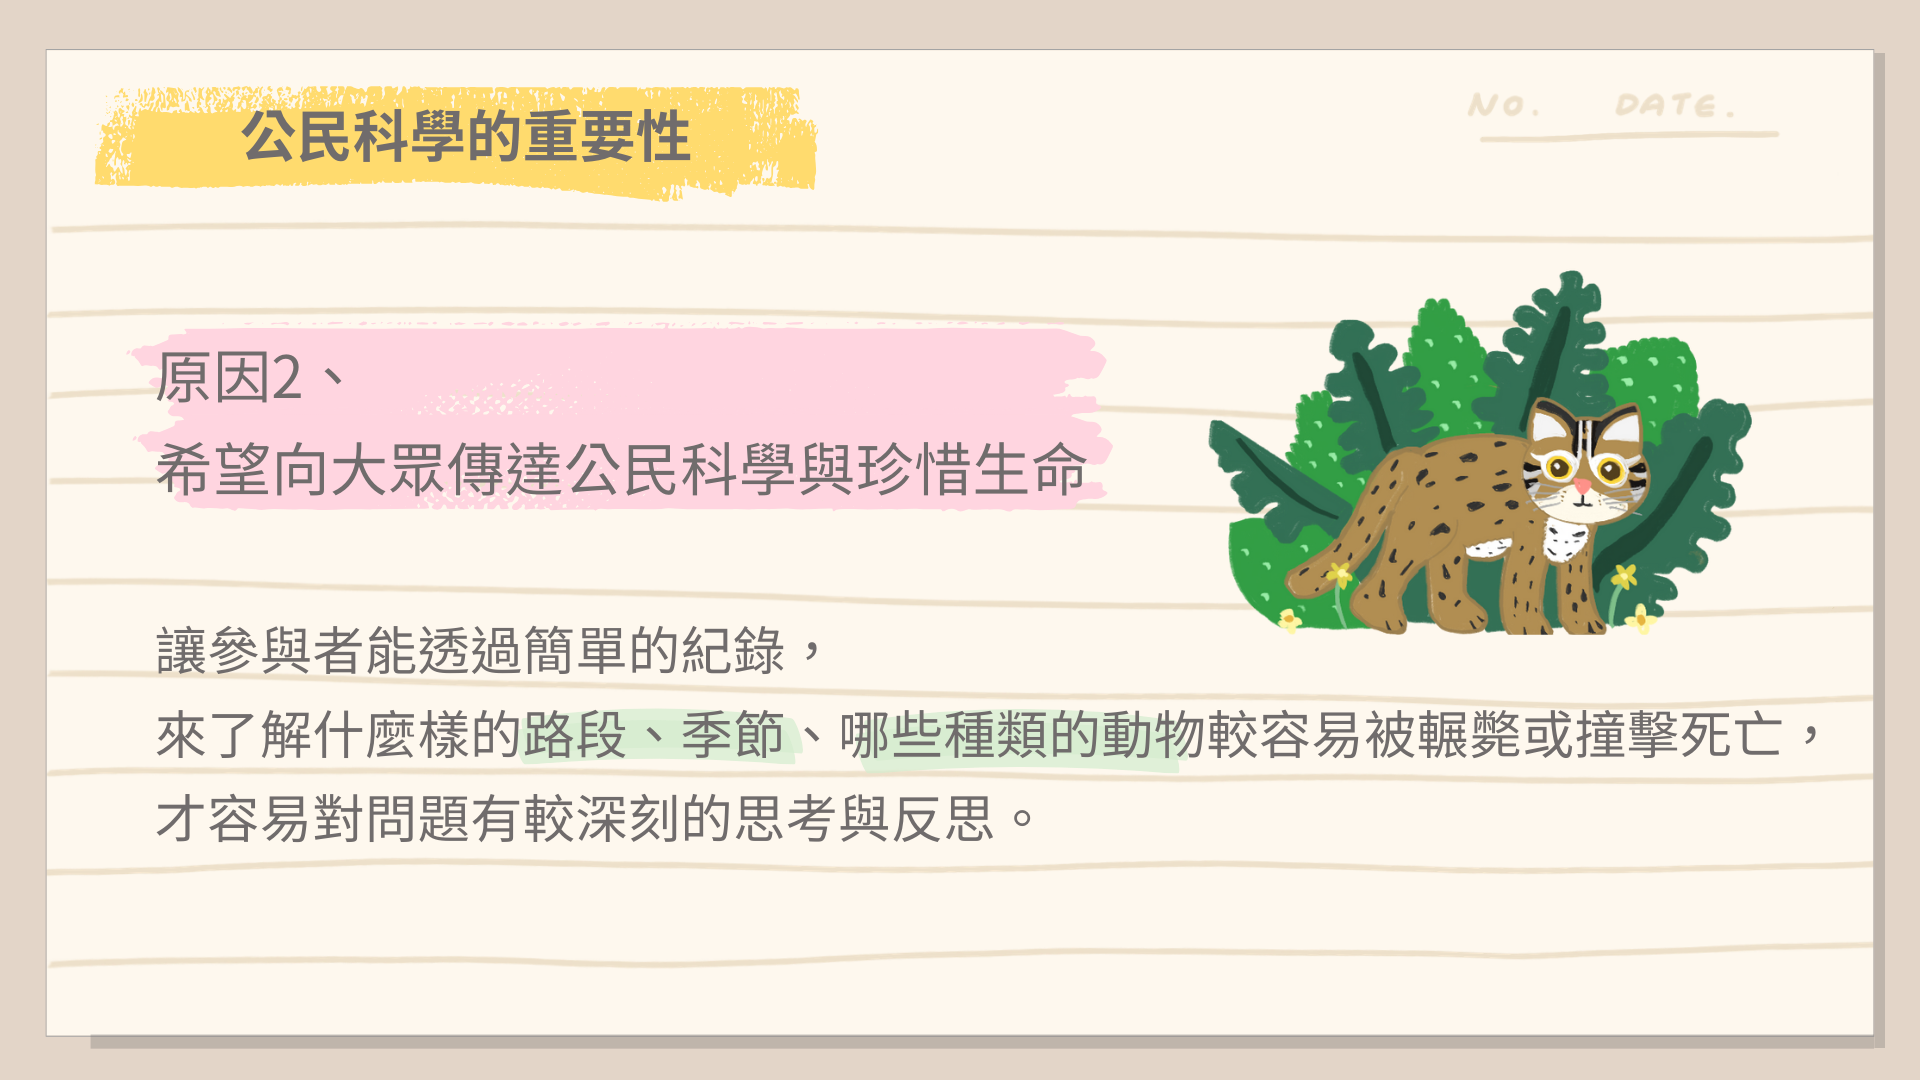 公民科學的重要性
NO. DATE.
原因2、
希望向大眾傳達公民科學與珍惜生命
讓參與者能透過簡單的紀錄，
來了解什麼樣的路段、季節、哪些種類的動物較容易被輾斃或撞擊死亡，
才容易對問題有較深刻的思考與反思。